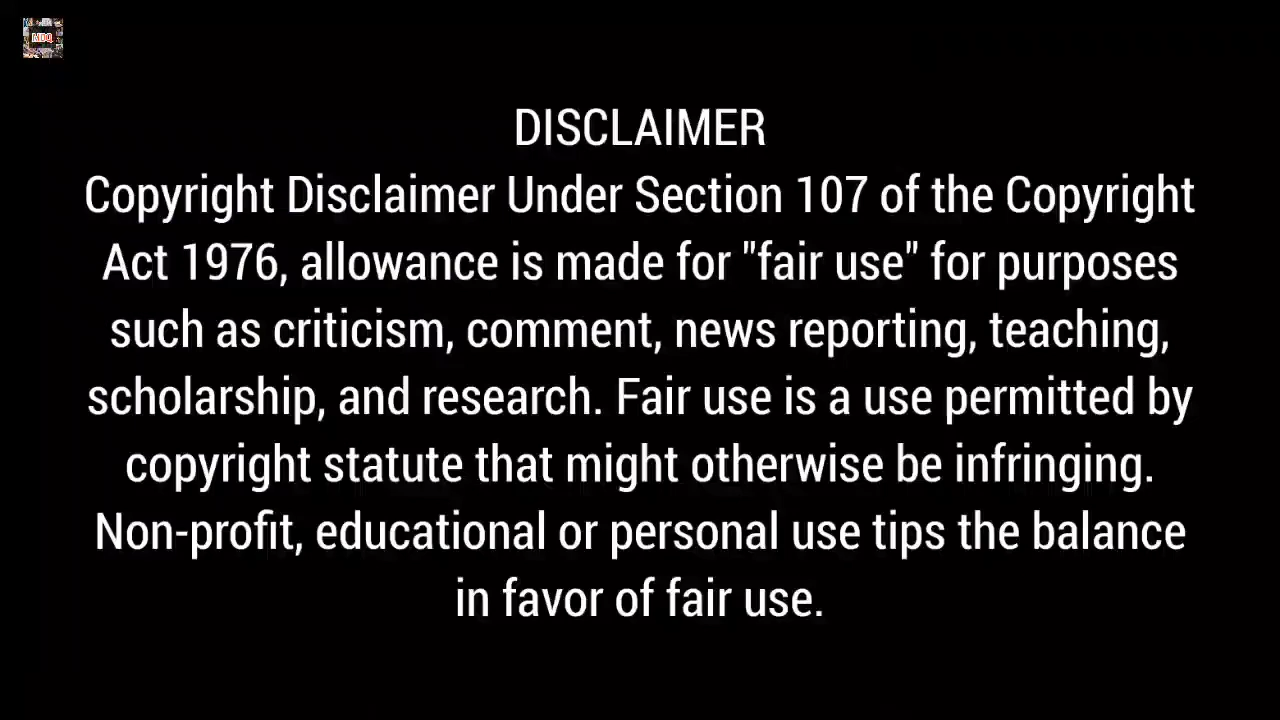 MDQ
DISCLAIMER
Copyright Disclaimer Under Section 107 of the Copyright
Act 1976, allowance is made for "fair use" for purposes
such as criticism, comment, news reporting, teaching,
scholarship, and research. Fair use is a use permitted by
copyright statute that might otherwise be infringing.
Non-profit, educational or personal use tips the balance
in favor of fair use.